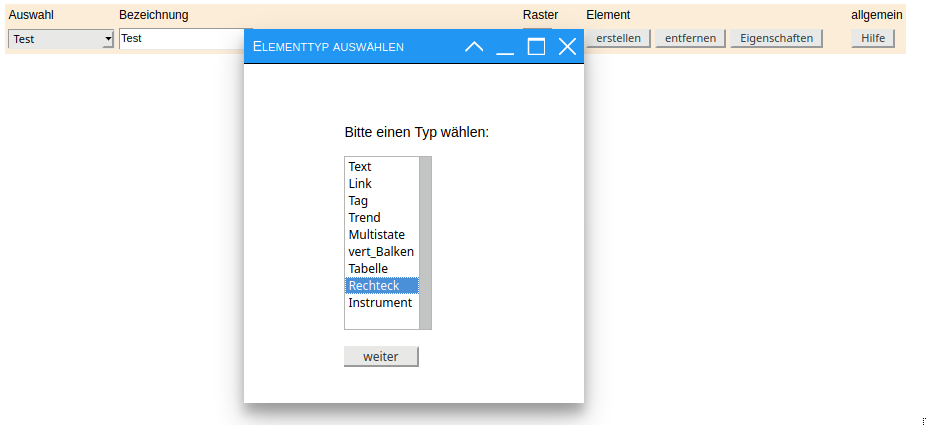 Auswahl Bezeichnung Raster Element allgemein
Test Test erstellen entfernen Eigenschaften Hilfe
Elementtyp auswählen
Bitte einen Typ wählen:
Text
Link
Tag
Trend
Multistate
vert_Balken
Tabelle
Rechteck
Instrument
weiter